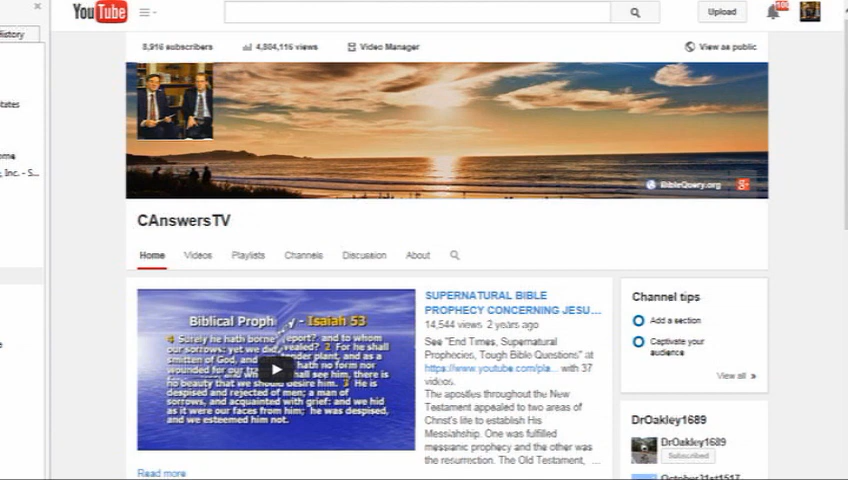 YouTube
Upload
100
History
8,916 subscribers
4,884,116 views
Video Manager
View as public
tates
ome
, Inc. - S...
BibleQuery.org
CAnswersTV
Home
Videos
Playlists
Channels
Discussion
About
Biblical Prophecy - Isaiah 53
4 Surely he hath borne eport? and to whom
our sorrows: yet we did vealed? 2 For he shall
smitten of God, and tender plant, and as a
wounded for our tra hath no form nor
hall see him, there is
no beauty that we should desire him. 3 He is
despised and rejected of men; a man of
sorrows, and acquainted with grief: and we hid
as it were our faces from him; he was despised,
and we esteemed him not.
Read more
SUPERNATURAL BIBLE
PROPHECY CONCERNING JESU...
14,544 views 2 years ago
See "End Times, Supernatural
Prophecies, Tough Bible Questions" at
https://www.youtube.com/pla... with 37
videos.
The apostles throughout the New
Testament appealed to two areas of
Christ's life to establish His
Messiahship. One was fulfilled
messianic prophecy and the other was
the resurrection. The Old Testament, ...
Channel tips
Add a section
Captivate your
audience
View all »
DrOakley1689
DrOakley1689
Subscribed
October31st1517